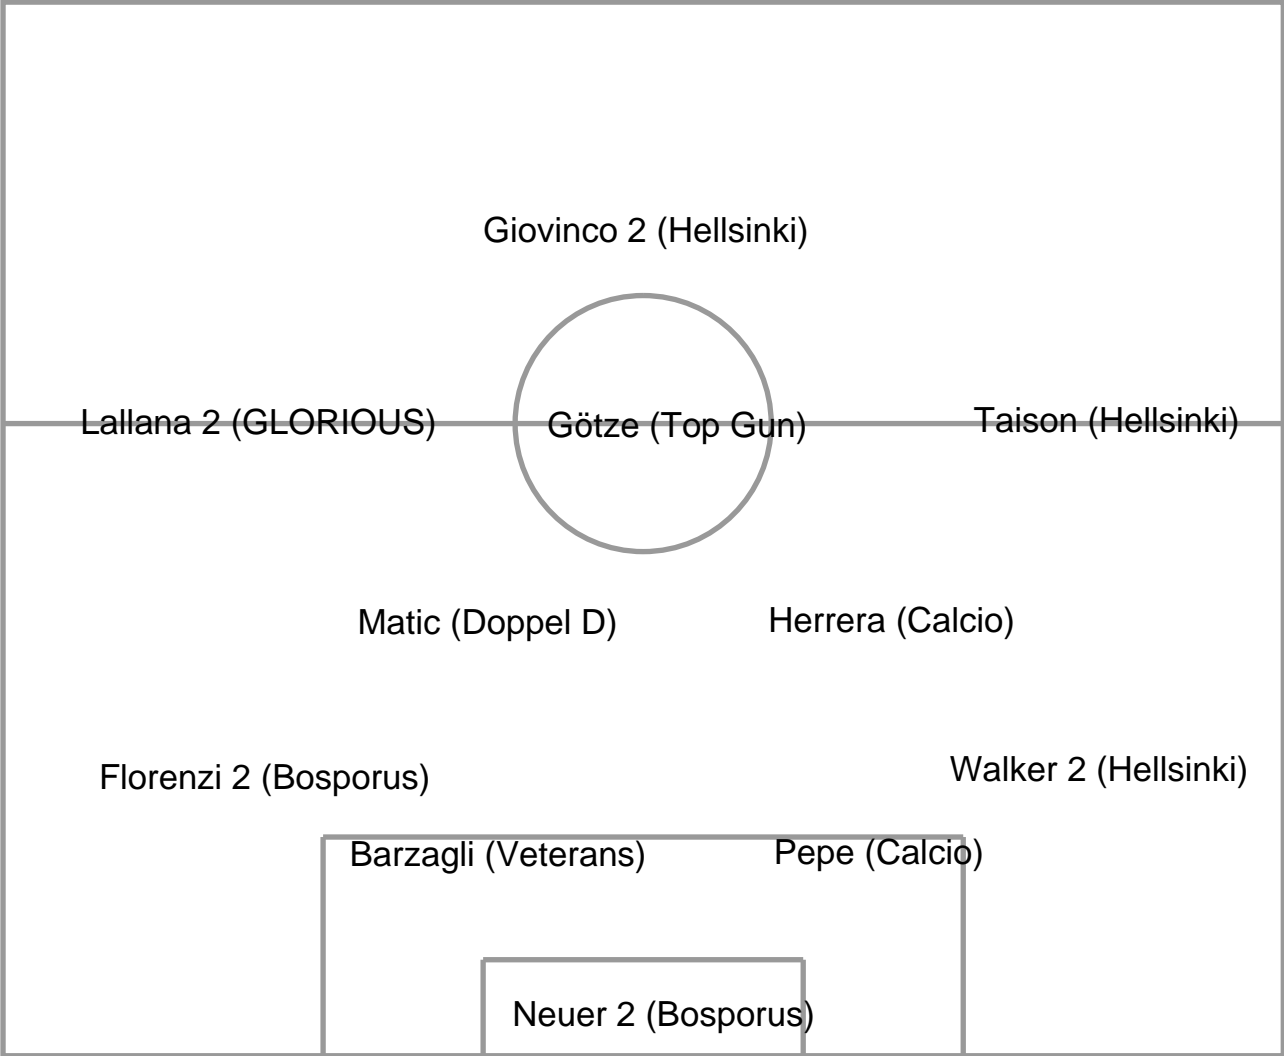 Giovinco 2 (Hellsinki)
Lallana 2 (GLORIOUS)
Götze (Top Gun)
Taison (Hellsinki)
Matic (Doppel D)
Herrera (Calcio)
Florenzi 2 (Bosporus)
Walker 2 (Hellsinki)
Barzagli (Veterans)
Pepe (Calcio)
Neuer 2 (Bosporus)